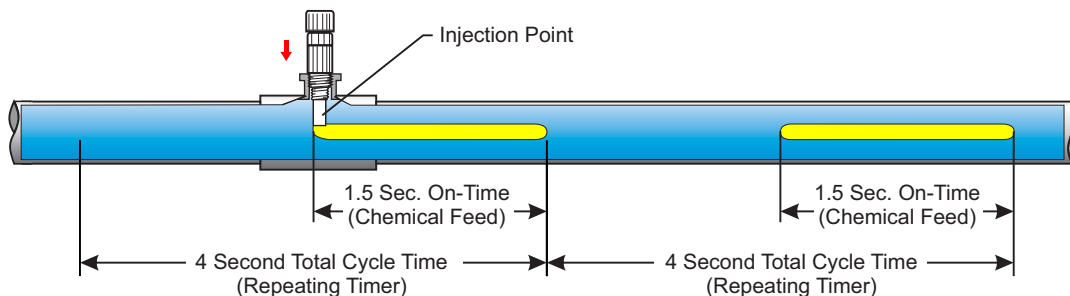 Injection Point
1.5 Sec. On-Time
(Chemical Feed)
1.5 Sec. On-Time
(Chemical Feed)
4 Second Total Cycle Time
(Repeating Timer)
4 Second Total Cycle Time
(Repeating Timer)